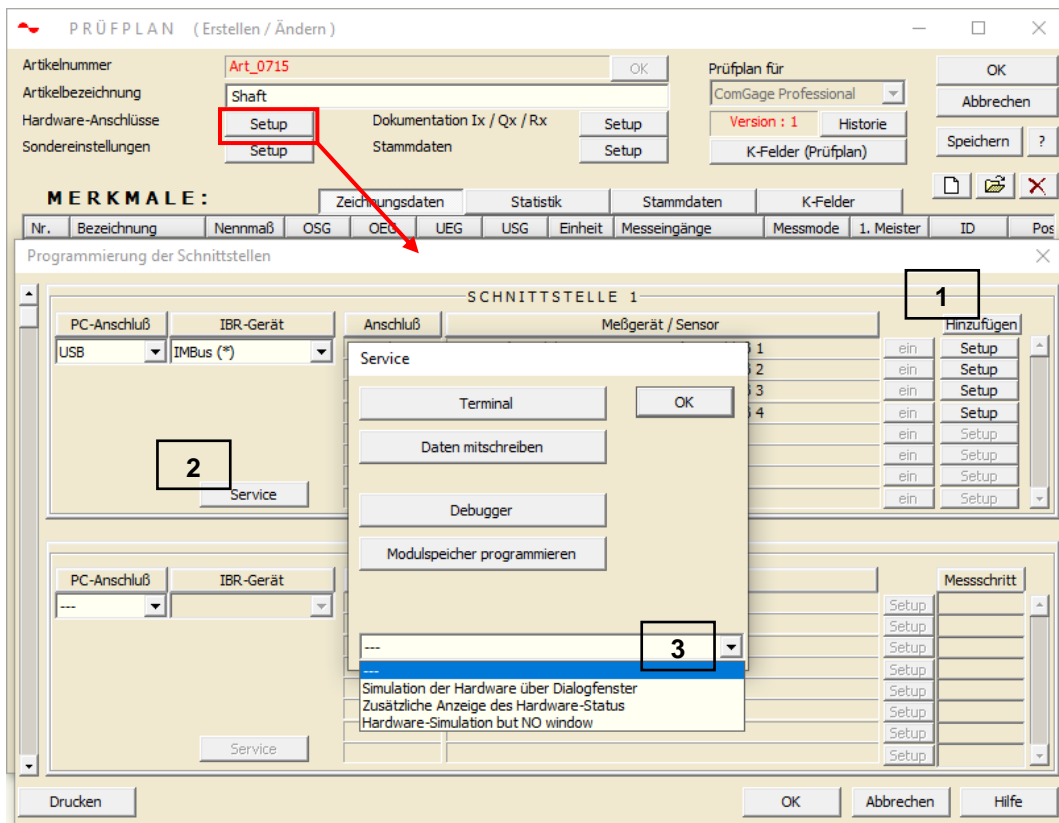 PRÜFPLAN ( Erstellen / Ändern )
Artikelnummer Art_0715 OK Prüfplan für OK
Artikelbezeichnung Shaft ComGage Professional Abbrechen
Hardware-Anschlüsse Setup Dokumentation Ix / Qx / Rx Setup Version : 1 Historie
Sondereinstellungen Setup Stammdaten Setup K-Felder (Prüfplan) Speichern ?
MERKMALE: Zeichnungsdaten Statistik Stammdaten K-Felder
Nr. Bezeichnung Nennmaß OSG OEG UEG USG Einheit Messeingänge Messmode 1. Meister ID Pos
Programmierung der Schnittstellen
SCHNITTSTELLE 1 1
PC-Anschluß IBR-Gerät Anschluß Meßgerät / Sensor Hinzufügen
USB IMBus (*) 1 ein Setup
2 ein Setup
3 ein Setup
4 ein Setup
ein Setup
ein Setup
ein Setup
ein Setup
2
Service
Service
Terminal OK
Daten mitschreiben
Debugger
Modulspeicher programmieren
--- 3
---
Simulation der Hardware über Dialogfenster
Zusätzliche Anzeige des Hardware-Status
Hardware-Simulation but NO window
PC-Anschluß IBR-Gerät Messschritt
--- Setup
Setup
Setup
Setup
Setup
Setup
Setup
Service Setup
Drucken OK Abbrechen Hilfe